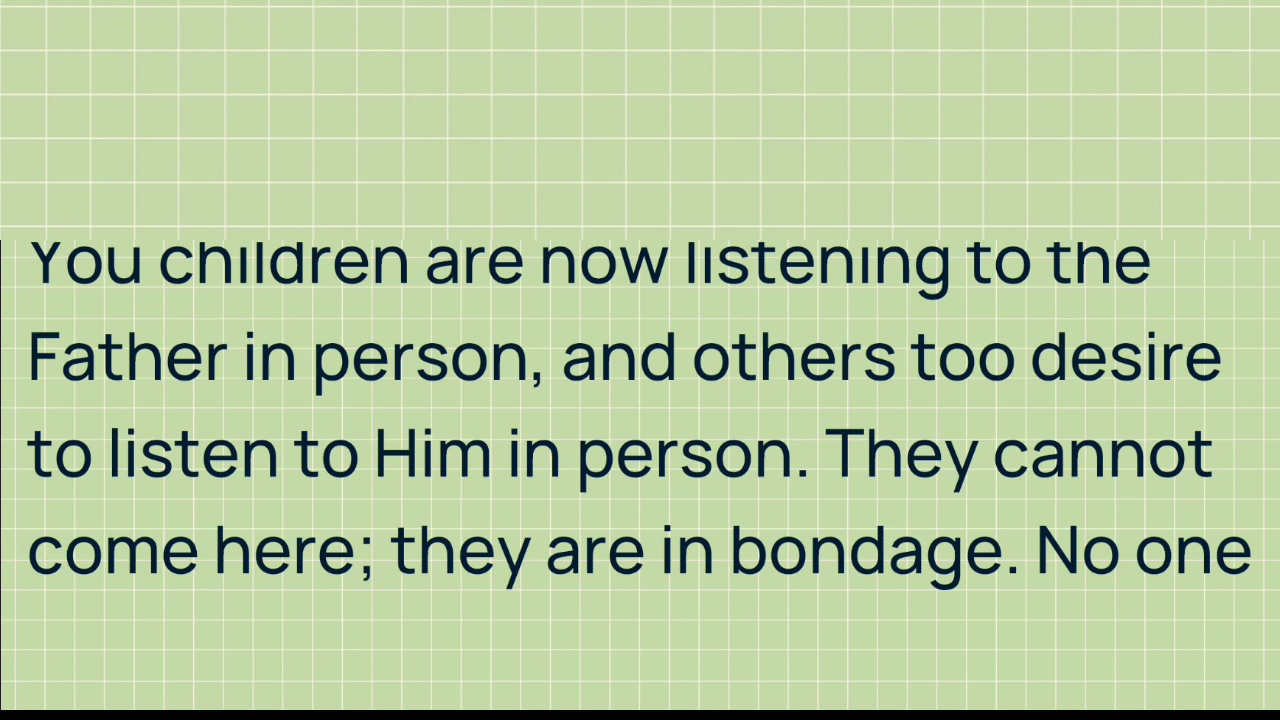 You children are now listening to the
Father in person, and others too desire
to listen to Him in person. They cannot
come here; they are in bondage. No one